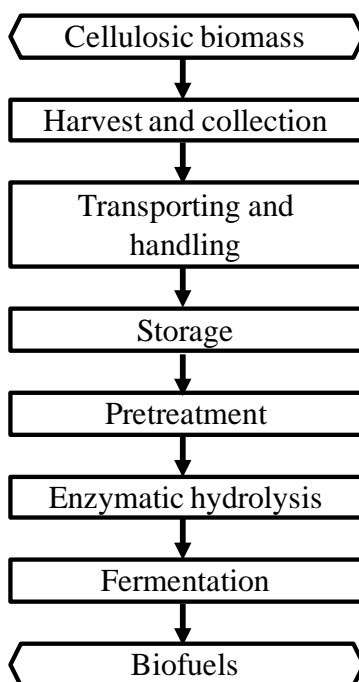 Cellulosic biomass
Harvest and collection
Transporting and
handling
Storage
Pretreatment
Enzymatic hydrolysis
Fermentation
Biofuels